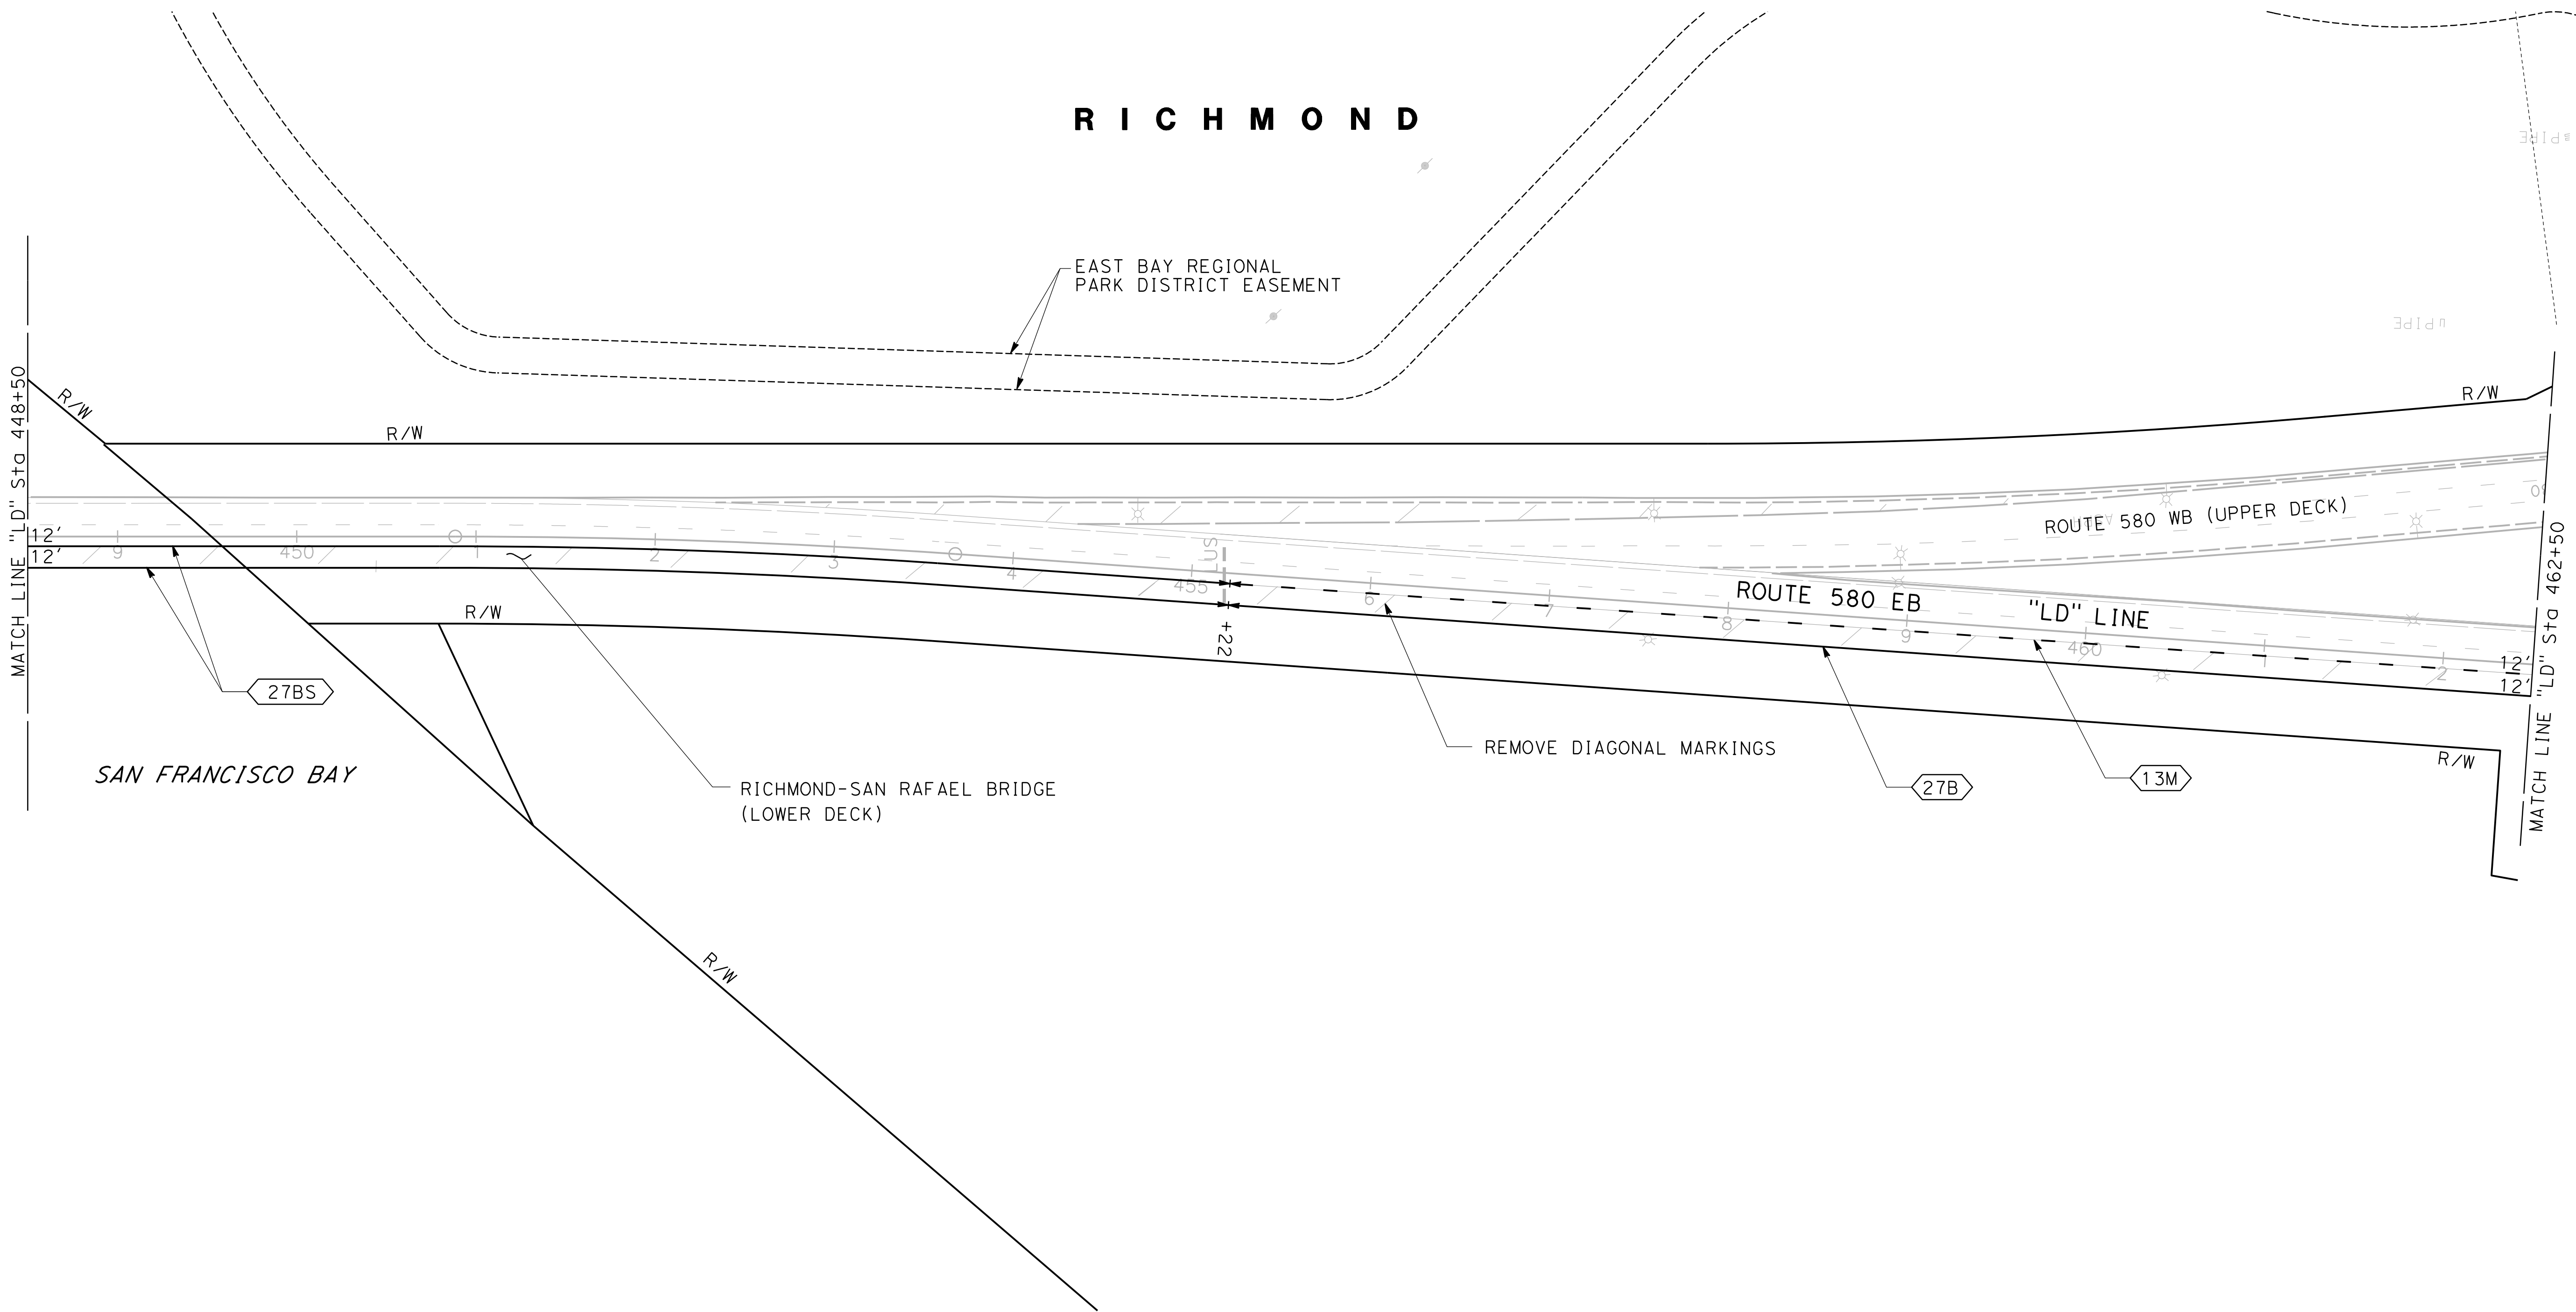 RICHMOND
EAST BAY REGIONAL
PARK DISTRICT EASEMENT
PIPE
PIPE
R/W
R/W
R/W
MATCH LINE "LD" Sta 448+50
12'
12'
9
450
1
2
3
4
455
6
7
8
9
460
1
2
ROUTE 580 WB (UPPER DECK)
ROUTE 580 EB
"LD" LINE
12'
12'
MATCH LINE "LD" Sta 462+50
R/W
+22
27BS
SAN FRANCISCO BAY
RICHMOND-SAN RAFAEL BRIDGE
(LOWER DECK)
REMOVE DIAGONAL MARKINGS
27B
13M
R/W
R/W